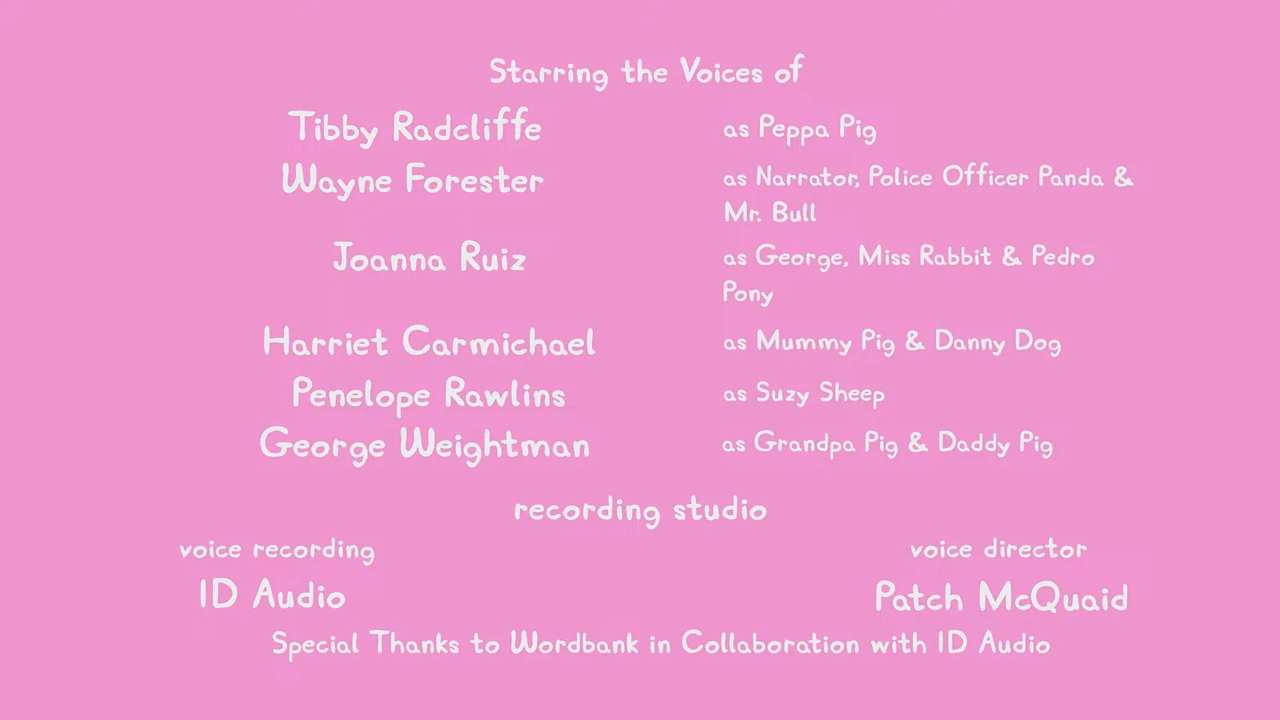 Starring the Voices of
Tibby Radcliffe as Peppa Pig
Wayne Forester as Narrator, Police Officer Panda &
Mr. Bull
Joanna Ruiz as George, Miss Rabbit & Pedro
Pony
Harriet Carmichael as Mummy Pig & Danny Dog
Penelope Rawlins as Suzy Sheep
George Weightman as Grandpa Pig & Daddy Pig
recording studio
voice recording voice director
ID Audio Patch McQuaid
Special Thanks to Wordbank in Collaboration with ID Audio